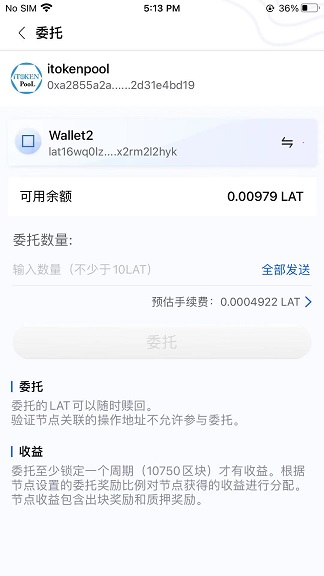 No SIM 5:13 PM 36%
委托
iTOKEN
PooL
itokenpool
0xa2855a2a......2d31e4bd19
Wallet2
lat16wq0lz....x2rm2l2hyk
可用余额 0.00979 LAT
委托数量:
输入数量（不少于10LAT） 全部发送
预估手续费：0.0004922 LAT
委托
委托
委托的LAT可以随时赎回。
验证节点关联的操作地址不允许参与委托。
收益
委托至少锁定一个周期（10750区块）才有收益。根据
节点设置的委托奖励比例对节点获得的收益进行分配。
节点收益包含出块奖励和质押奖励。